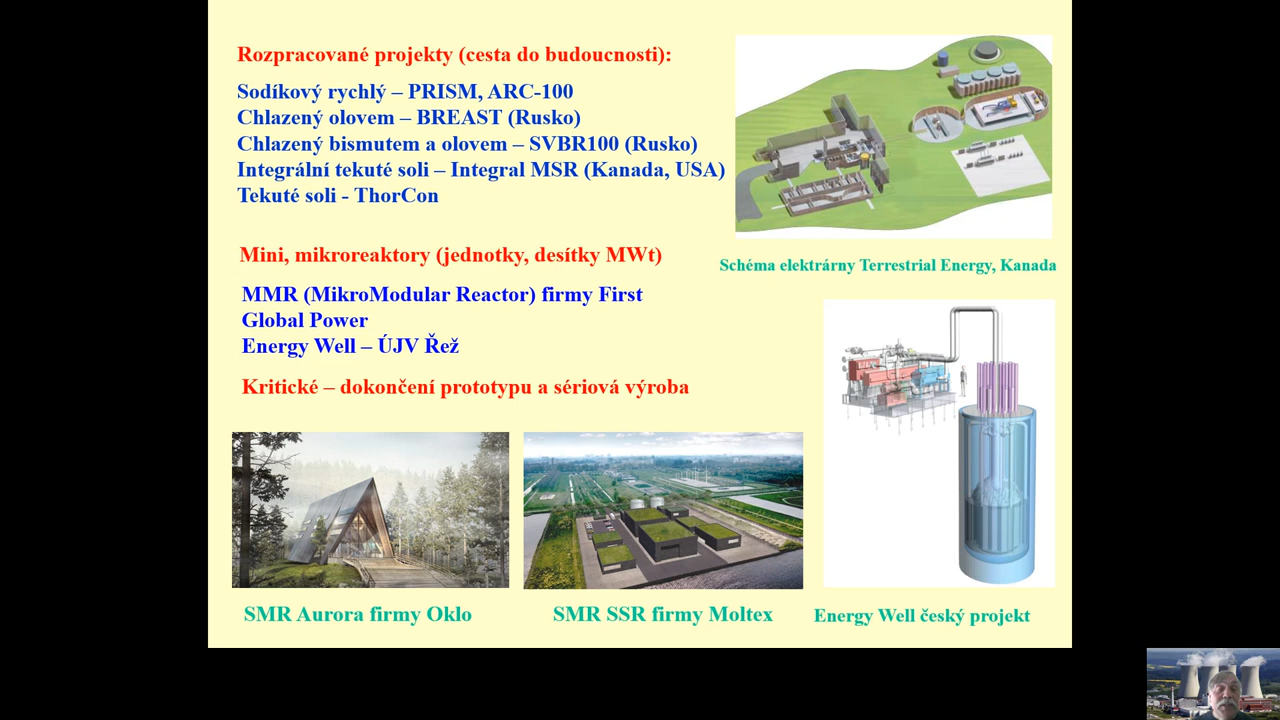 Rozpracované projekty (cesta do budoucnosti):
Sodíkový rychlý – PRISM, ARC-100
Chlazený olovem – BREAST (Rusko)
Chlazený bismutem a olovem – SVBR100 (Rusko)
Integrální tekuté soli – Integral MSR (Kanada, USA)
Tekuté soli - ThorCon
Schéma elektrárny Terrestrial Energy, Kanada
Mini, mikroreaktory (jednotky, desítky MWt)
MMR (MikroModular Reactor) firmy First
Global Power
Energy Well – ÚJV Řež
Kritické – dokončení prototypu a sériová výroba
SMR Aurora firmy Oklo
SMR SSR firmy Moltex
Energy Well český projekt